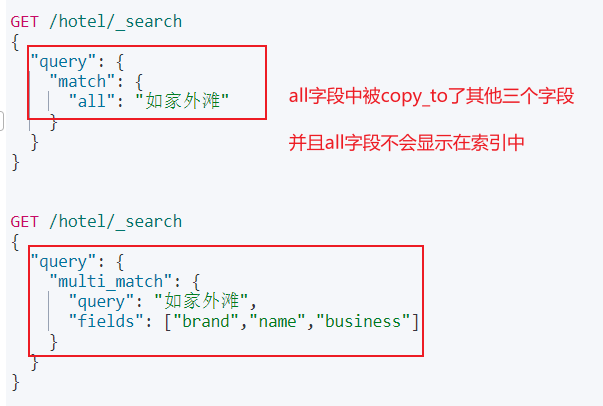 GET /hotel/_search
{
  "query": {
    "match": {
      "all": "如家外滩"
    }
  }
}
all字段中被copy_to了其他三个字段
并且all字段不会显示在索引中
GET /hotel/_search
{
  "query": {
    "multi_match": {
      "query": "如家外滩",
      "fields": ["brand","name","business"]
    }
  }
}